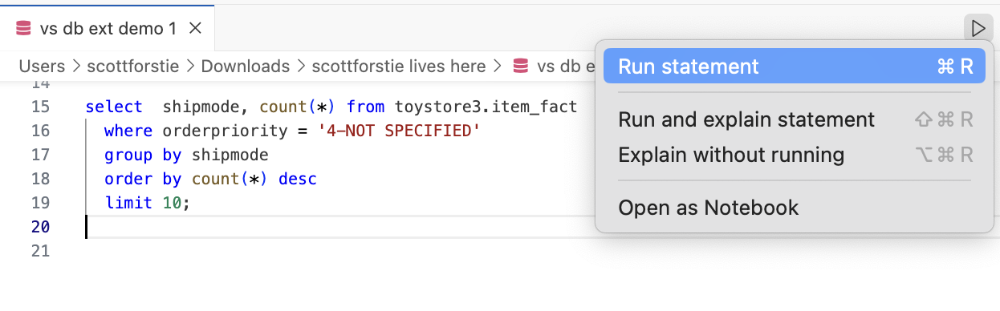 vs db ext demo 1
Users > scottforstie > Downloads > scottforstie lives here > vs db e
14
15 select  shipmode, count(*) from toystore3.item_fact
16   where orderpriority = '4-NOT SPECIFIED'
17   group by shipmode
18   order by count(*) desc
19   limit 10;
20
21
Run statement ⌘ R
Run and explain statement ⇧ ⌘ R
Explain without running ⌥ ⌘ R
Open as Notebook